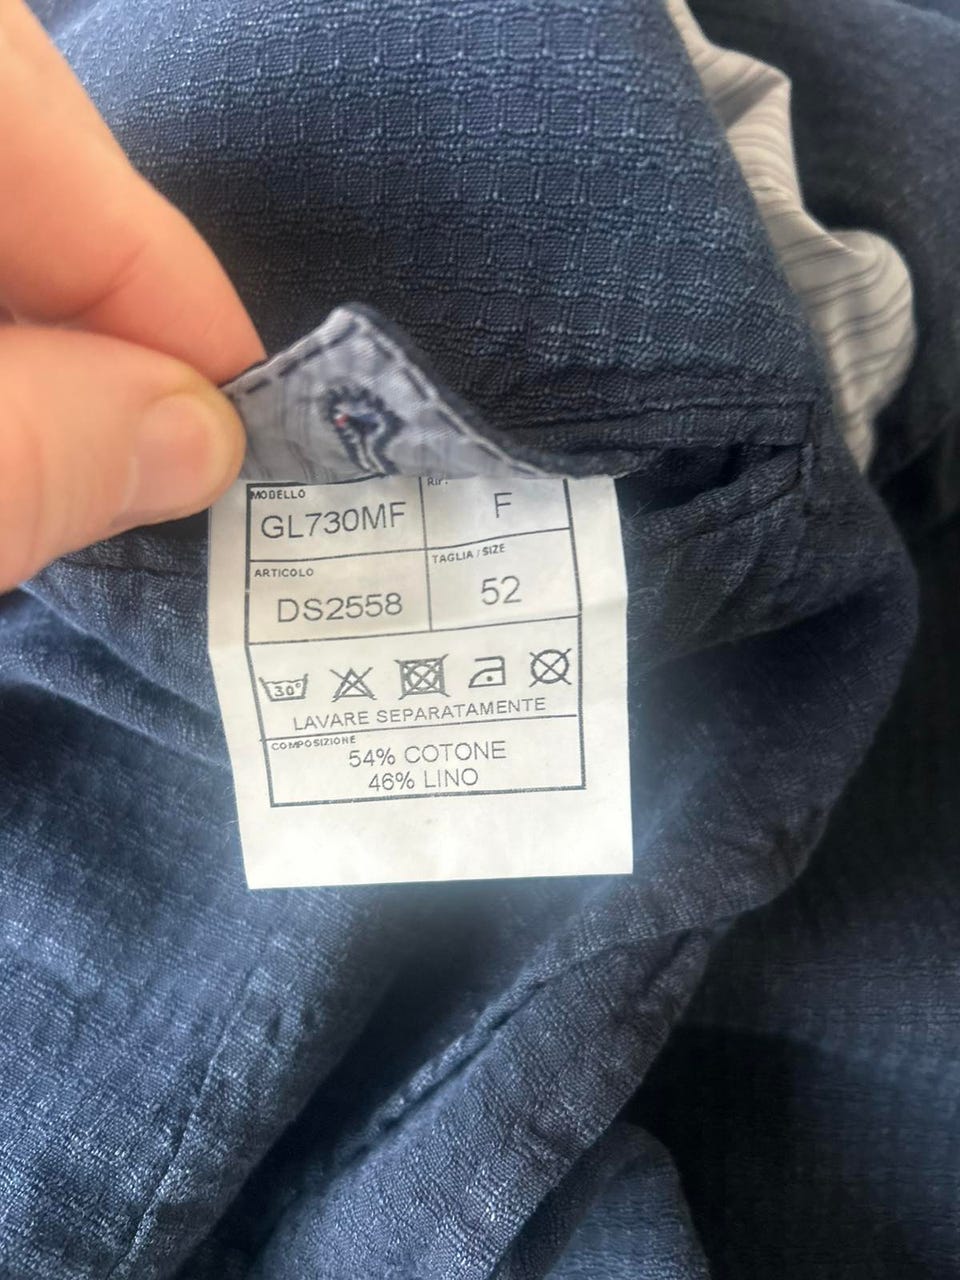 MODELLO
GL730MF
RIF.
F
ARTICOLO
DS2558
TAGLIA / SIZE
52
30°
LAVARE SEPARATAMENTE
COMPOSIZIONE
54% COTONE
46% LINO